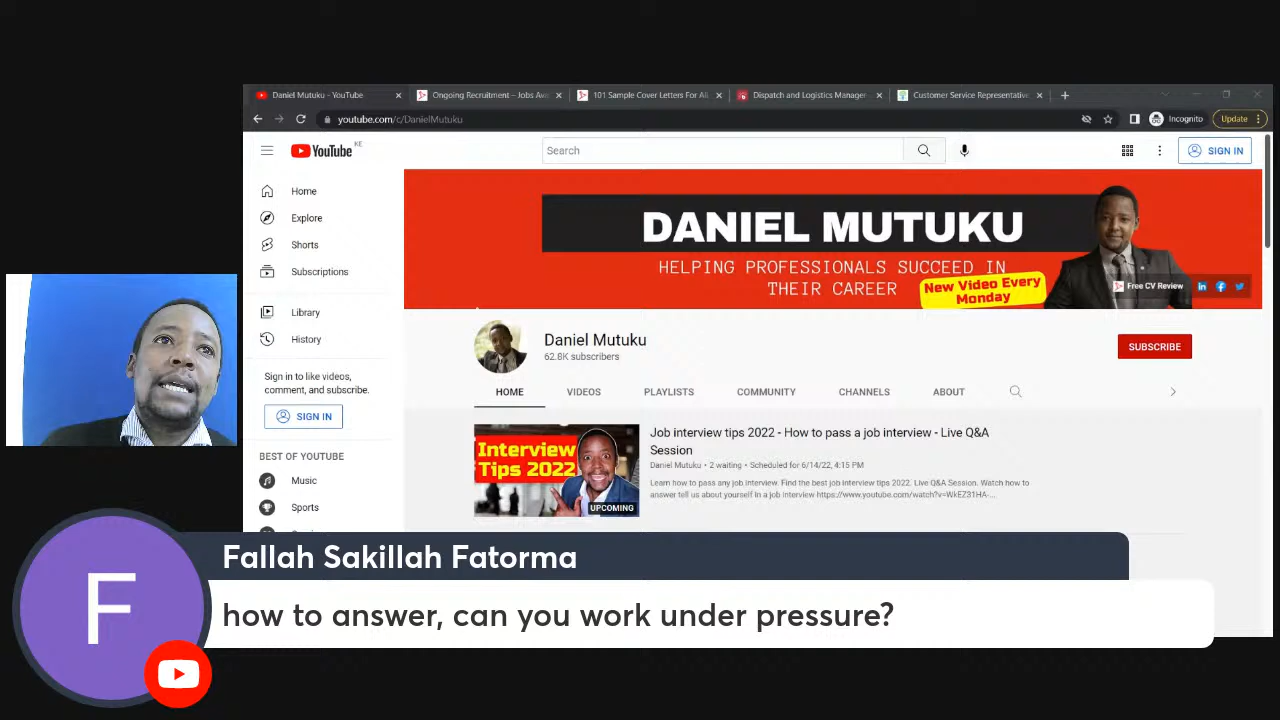 Daniel Mutuku - YouTube
Ongoing Recruitment – Jobs Av
101 Sample Cover Letters For Al
Dispatch and Logistics Manager
Customer Service Representative
youtube.com/c/DanielMutuku
Incognito
Update
YouTube KE
Search
SIGN IN
Home
Explore
Shorts
Subscriptions
Library
History
Sign in to like videos,
comment, and subscribe.
SIGN IN
BEST OF YOUTUBE
Music
Sports
DANIEL MUTUKU
HELPING PROFESSIONALS SUCCEED IN
THEIR CAREER
New Video Every
Monday
Free CV Review
Daniel Mutuku
62.8K subscribers
SUBSCRIBE
HOME
VIDEOS
PLAYLISTS
COMMUNITY
CHANNELS
ABOUT
Interview
Tips 2022
UPCOMING
Job interview tips 2022 - How to pass a job interview - Live Q&A
Session
Daniel Mutuku • 2 waiting • Scheduled for 6/14/22, 4:15 PM
Learn how to pass any job interview. Find the best job interview tips 2022. Live Q&A Session. Watch how to
answer tell us about yourself in a job interview https://www.youtube.com/watch?v=WkEZ31HA-...
F
Fallah Sakillah Fatorma
how to answer, can you work under pressure?